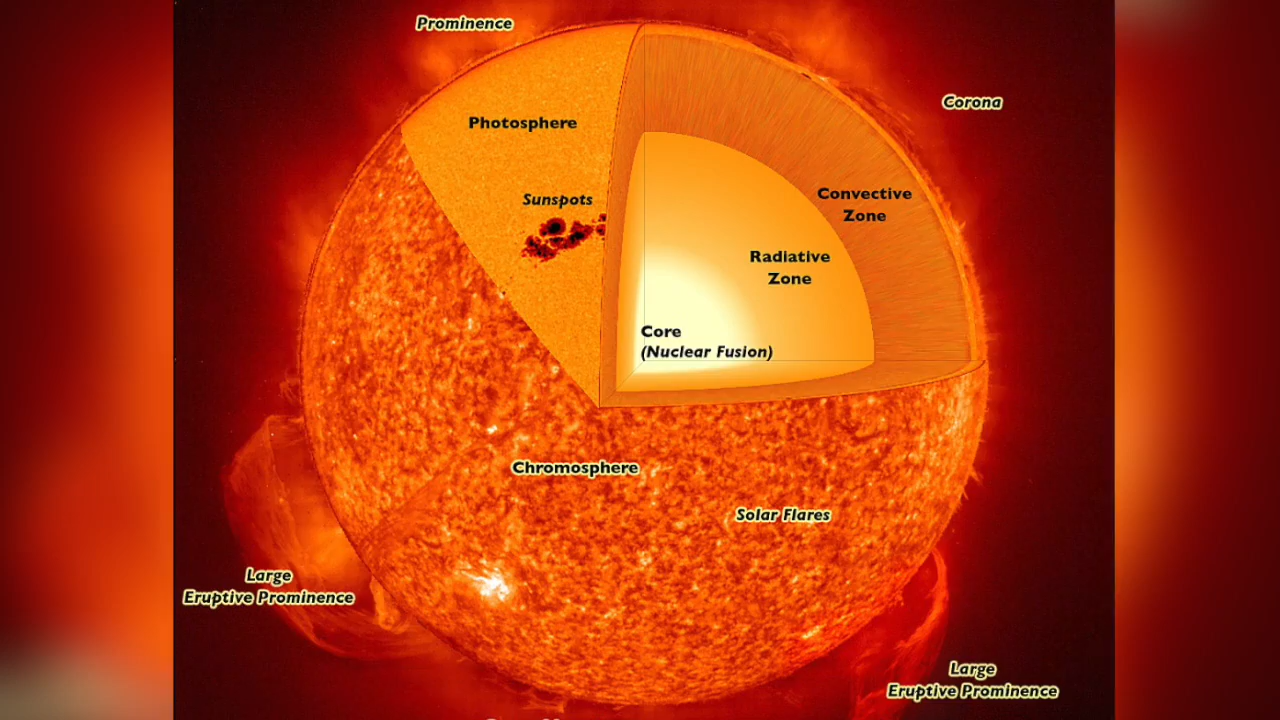 Prominence
Corona
Photosphere
Sunspots
Convective
Zone
Radiative
Zone
Core
(Nuclear Fusion)
Chromosphere
Solar Flares
Large
Eruptive Prominence
Large
Eruptive Prominence